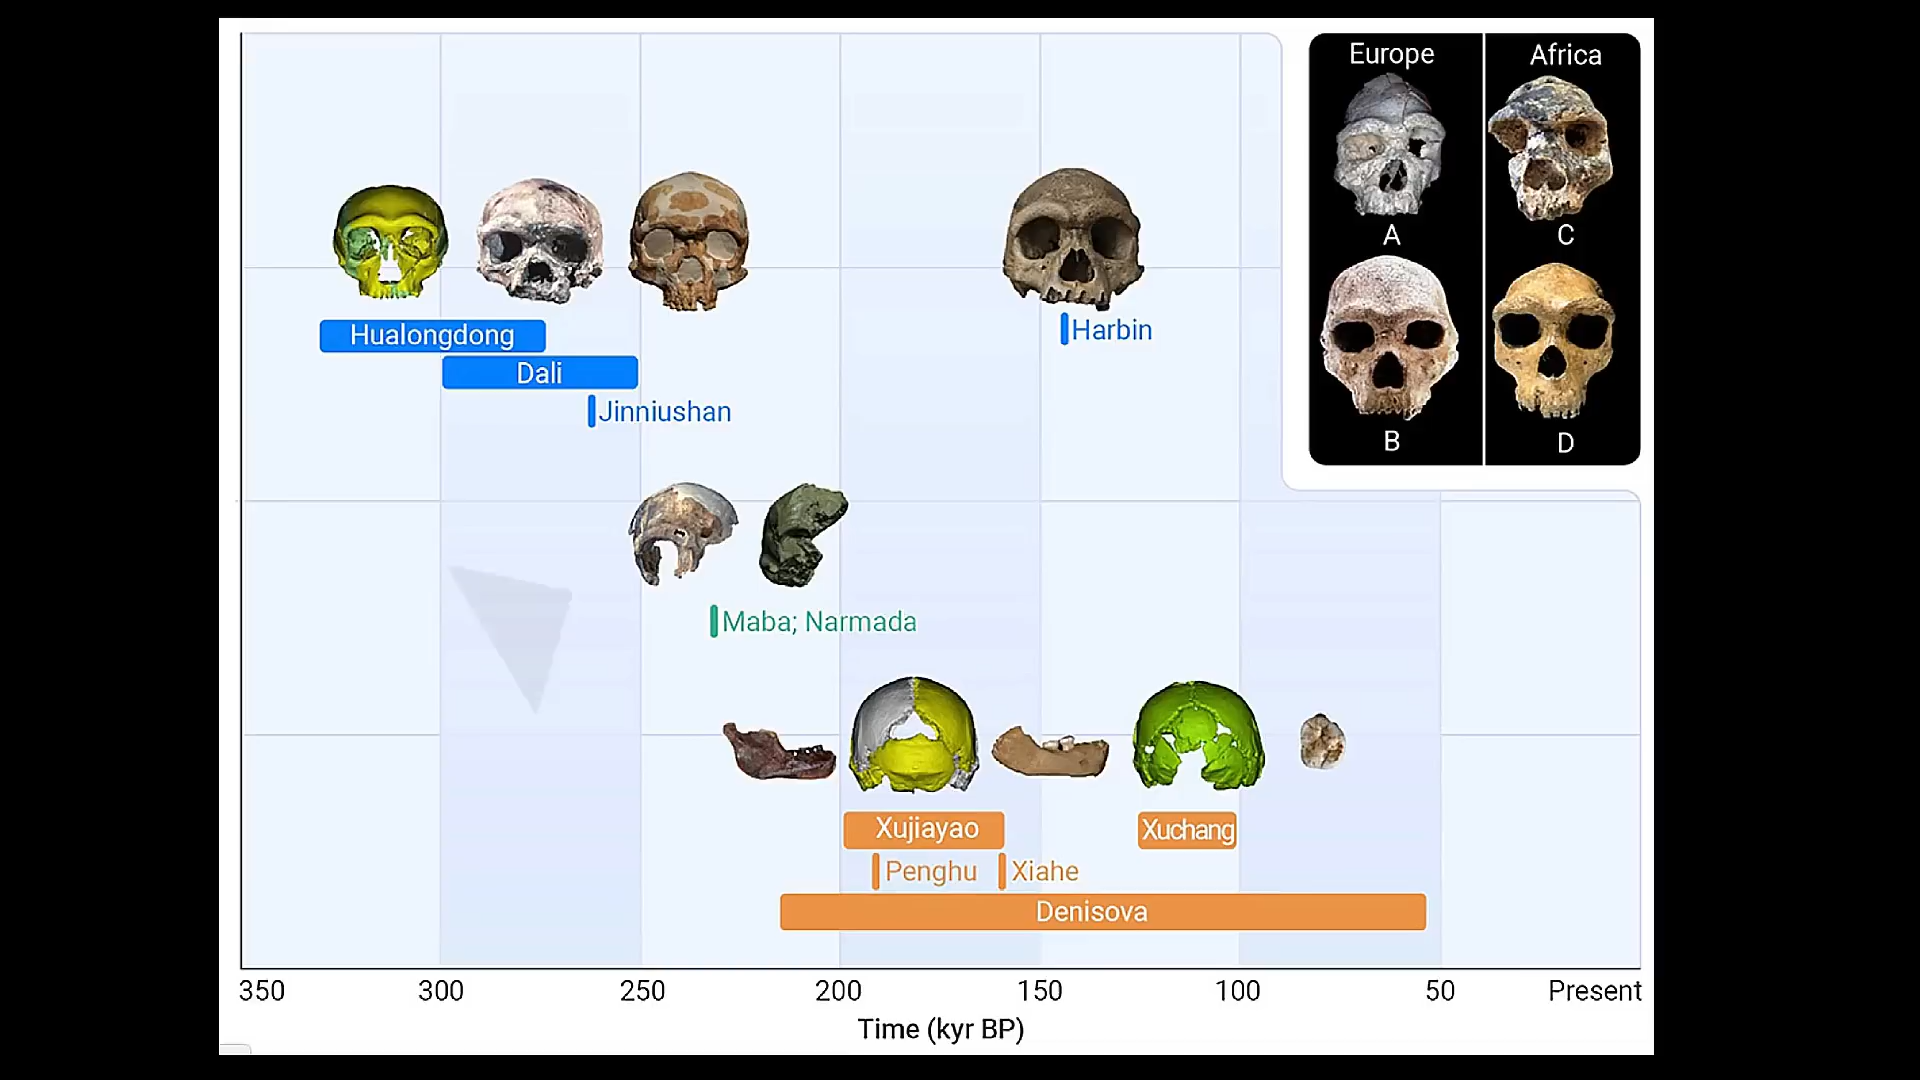 Europe
Africa
A
C
B
D
Hualongdong
Harbin
Dali
Jinniushan
Maba; Narmada
Xujiayao
Xuchang
Penghu
Xiahe
Denisova
350
300
250
200
150
100
50
Present
Time (kyr BP)